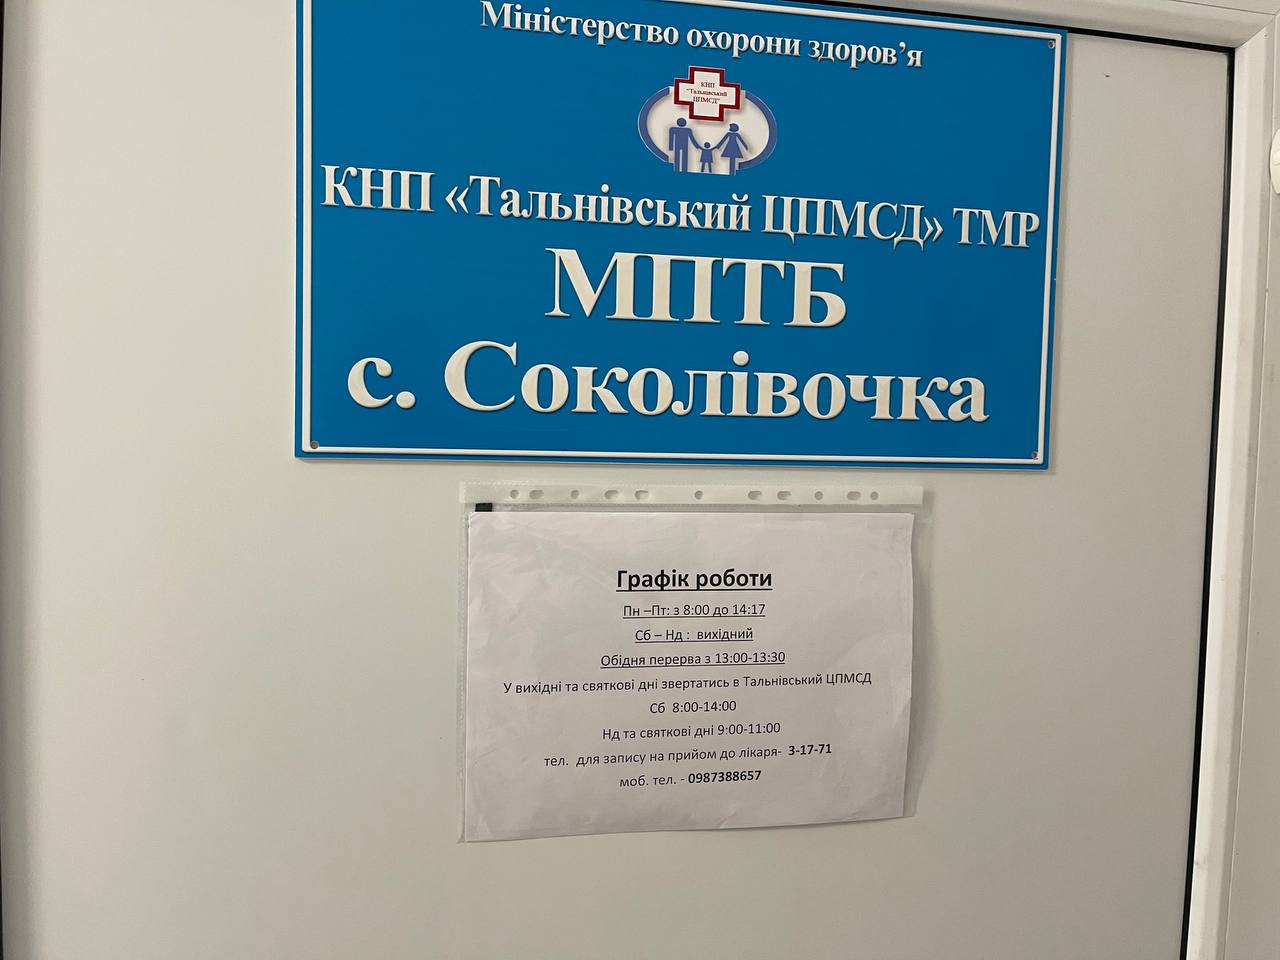 Міністерство охорони здоров’я
КНП
"Тальнівський
ЦПМСД"
КНП «Тальнівський ЦПМСД» ТМР
МПТБ
с. Соколівочка
Графік роботи
Пн –Пт: з 8:00 до 14:17
Сб – Нд : вихідний
Обідня перерва з 13:00-13:30
У вихідні та святкові дні звертатись в Тальнівський ЦПМСД
Сб 8:00-14:00
Нд та святкові дні 9:00-11:00
тел. для запису на прийом до лікаря- 3-17-71
моб. тел. - 0987388657